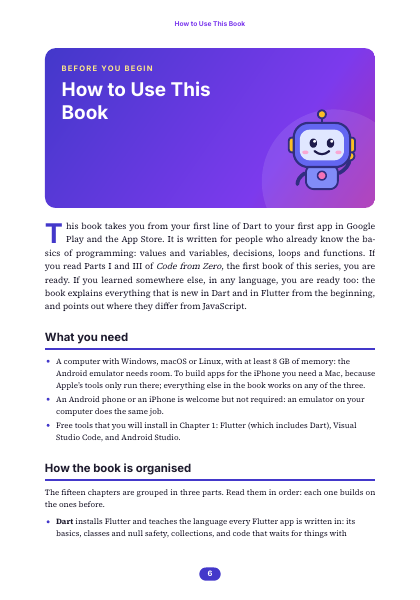 How to Use This Book
BEFORE YOU BEGIN
How to Use This
Book
This book takes you from your first line of Dart to your first app in Google
Play and the App Store. It is written for people who already know the ba-
sics of programming: values and variables, decisions, loops and functions. If
you read Parts I and III of Code from Zero, the first book of this series, you are
ready. If you learned somewhere else, in any language, you are ready too: the
book explains everything that is new in Dart and in Flutter from the beginning,
and points out where they differ from JavaScript.
What you need
• A computer with Windows, macOS or Linux, with at least 8 GB of memory: the
Android emulator needs room. To build apps for the iPhone you need a Mac, because
Apple's tools only run there; everything else in the book works on any of the three.
• An Android phone or an iPhone is welcome but not required: an emulator on your
computer does the same job.
• Free tools that you will install in Chapter 1: Flutter (which includes Dart), Visual
Studio Code, and Android Studio.
How the book is organised
The fifteen chapters are grouped in three parts. Read them in order: each one builds on
the ones before.
• Dart installs Flutter and teaches the language every Flutter app is written in: its
basics, classes and null safety, collections, and code that waits for things with
6